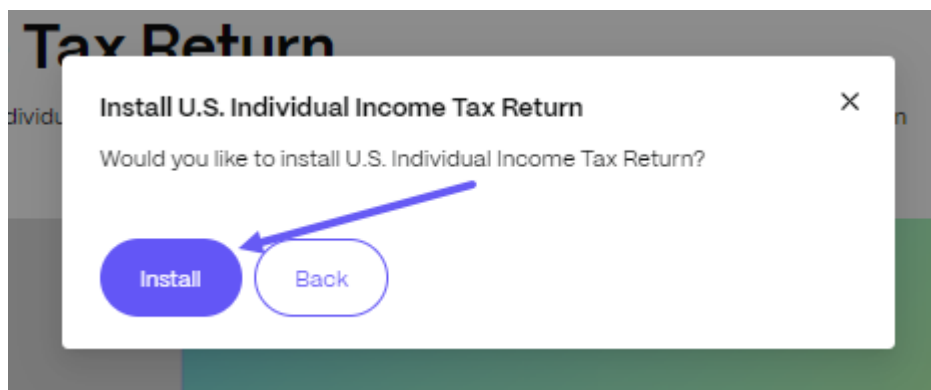 Tax Return
Install U.S. Individual Income Tax Return
Would you like to install U.S. Individual Income Tax Return?
Install
Back